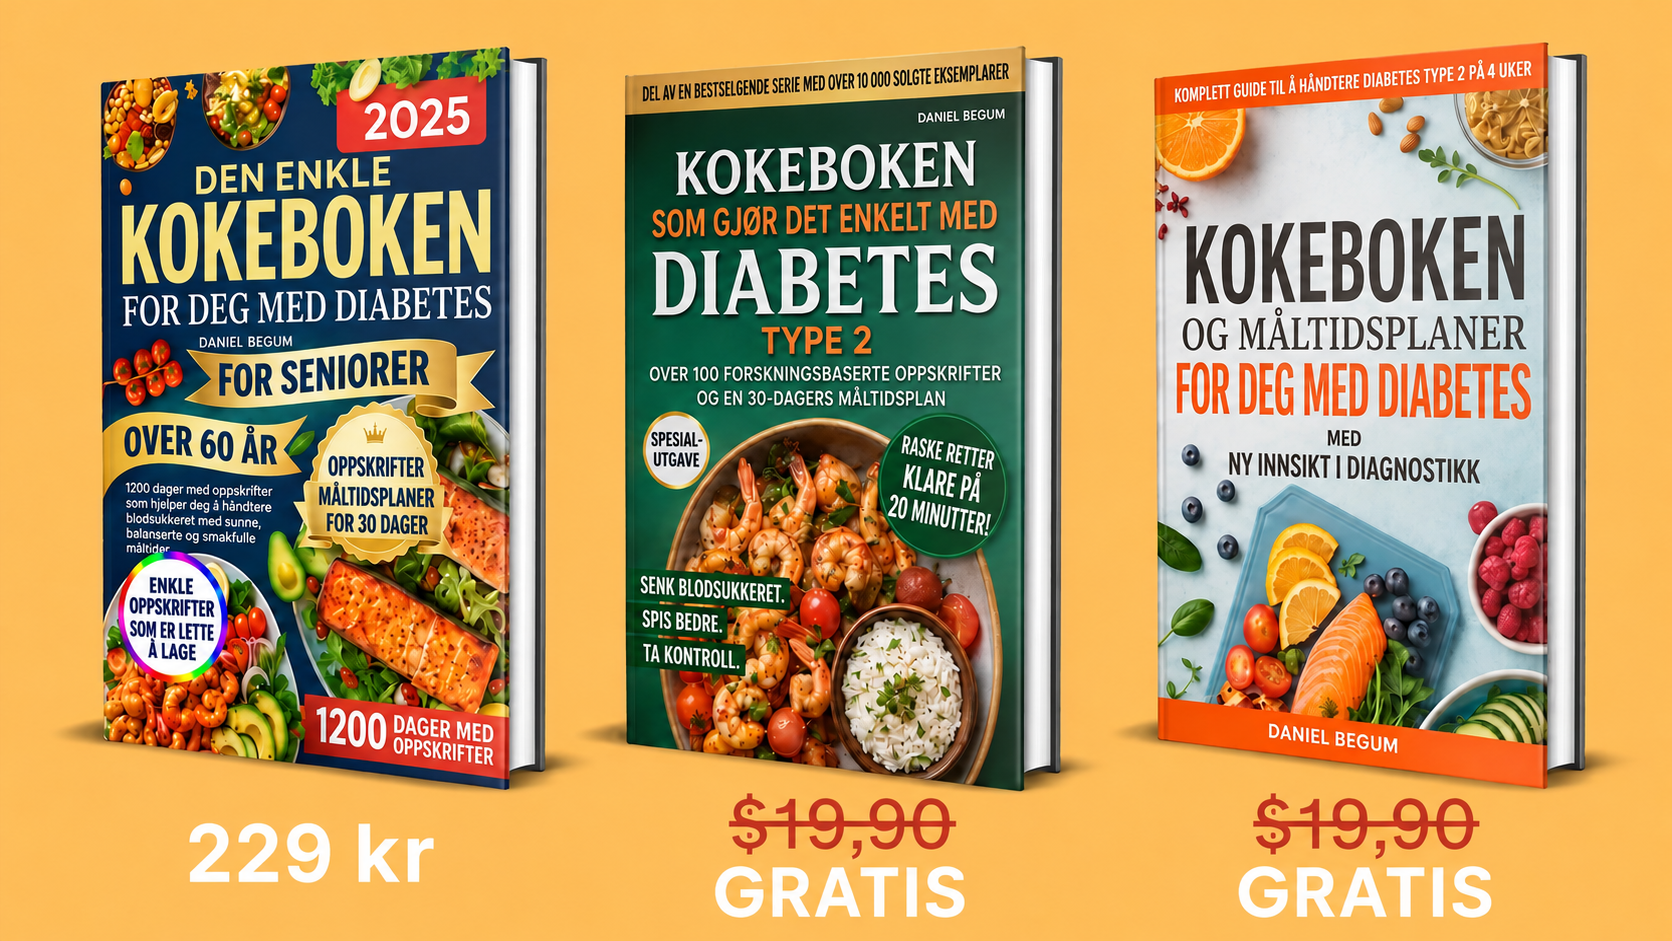 2025
DEN ENKLE
KOKEBOKEN
FOR DEG MED DIABETES
DANIEL BEGUM
FOR SENIORER
OVER 60 ÅR
OPPSKRIFTER
MÅLTIDSPLANER
FOR 30 DAGER
1200 dager med oppskrifter
som hjelper deg å håndtere
blodsukkeret med sunne,
balanserte og smakfulle
måltider
ENKLE
OPPSKRIFTER
SOM ER LETTE
Å LAGE
1200 DAGER MED
OPPSKRIFTER
229 kr
DEL AV EN BESTSELGENDE SERIE MED OVER 10 000 SOLGTE EKSEMPLARER
DANIEL BEGUM
KOKEBOKEN
SOM GJØR DET ENKELT MED
DIABETES
TYPE 2
OVER 100 FORSKNINGSBASERTE OPPSKRIFTER
OG EN 30-DAGERS MÅLTIDSPLAN
SPESIAL-
UTGAVE
RASKE RETTER
KLARE PÅ
20 MINUTTER!
SENK BLODSUKKERET.
SPIS BEDRE.
TA KONTROLL.
$19,90
GRATIS
KOMPLETT GUIDE TIL Å HÅNDTERE DIABETES TYPE 2 PÅ 4 UKER
KOKEBOKEN
OG MÅLTIDSPLANER
FOR DEG MED DIABETES
MED
NY INNSIKT I DIAGNOSTIKK
DANIEL BEGUM
$19,90
GRATIS